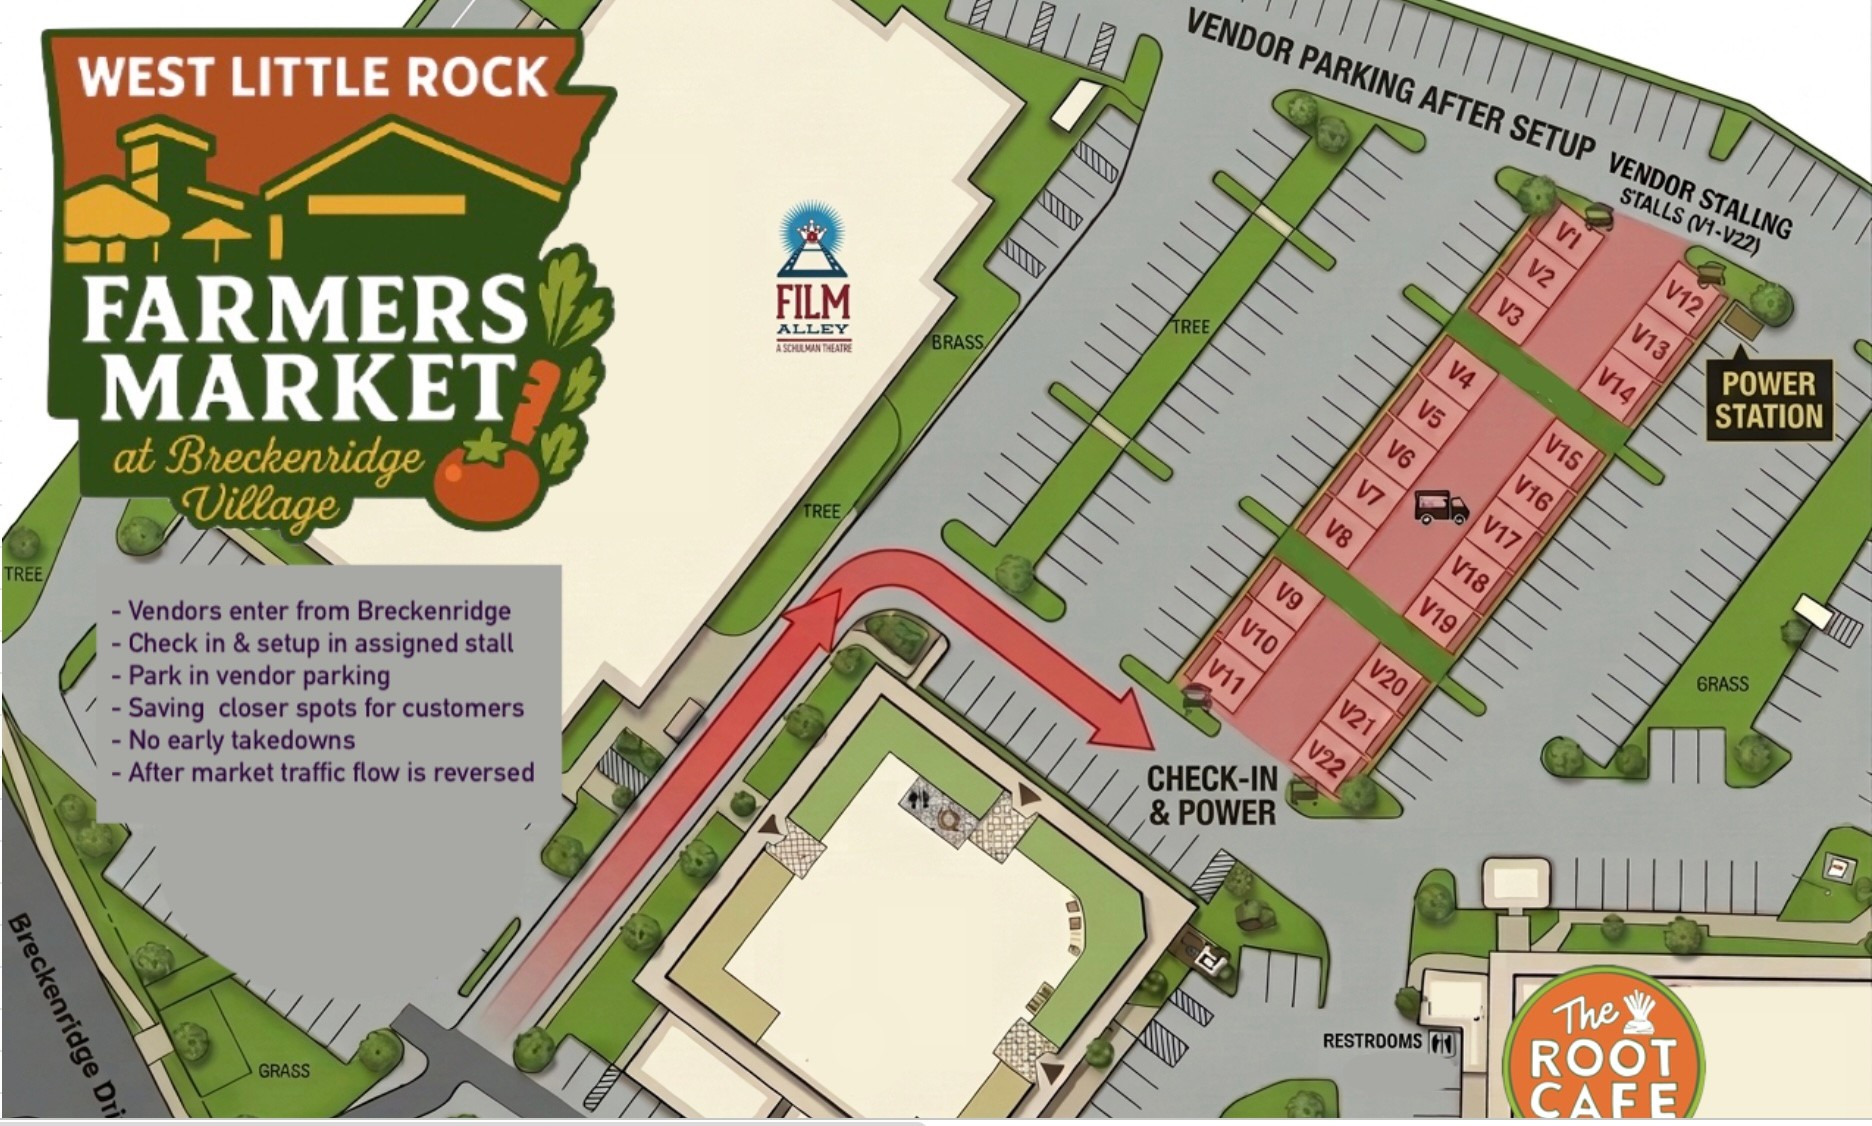 WEST LITTLE ROCK
FARMERS
MARKET
at Breckenridge
Village
- Vendors enter from Breckenridge
- Check in & setup in assigned stall
- Park in vendor parking
- Saving  closer spots for customers
- No early takedowns
- After market traffic flow is reversed
VENDOR PARKING AFTER SETUP
VENDOR STALLNG
STALLS (V1-V22)
FILM
ALLEY
A SCHULMAN THEATRE
BRASS
TREE
TREE
TREE
V1
V2
V3
V4
V5
V6
V7
V8
V9
V10
V11
V12
V13
V14
V15
V16
V17
V18
V19
V20
V21
V22
POWER
STATION
CHECK-IN
& POWER
GRASS
GRASS
Breckenridge Dri
RESTRDOMS
The
ROOT
CAFE